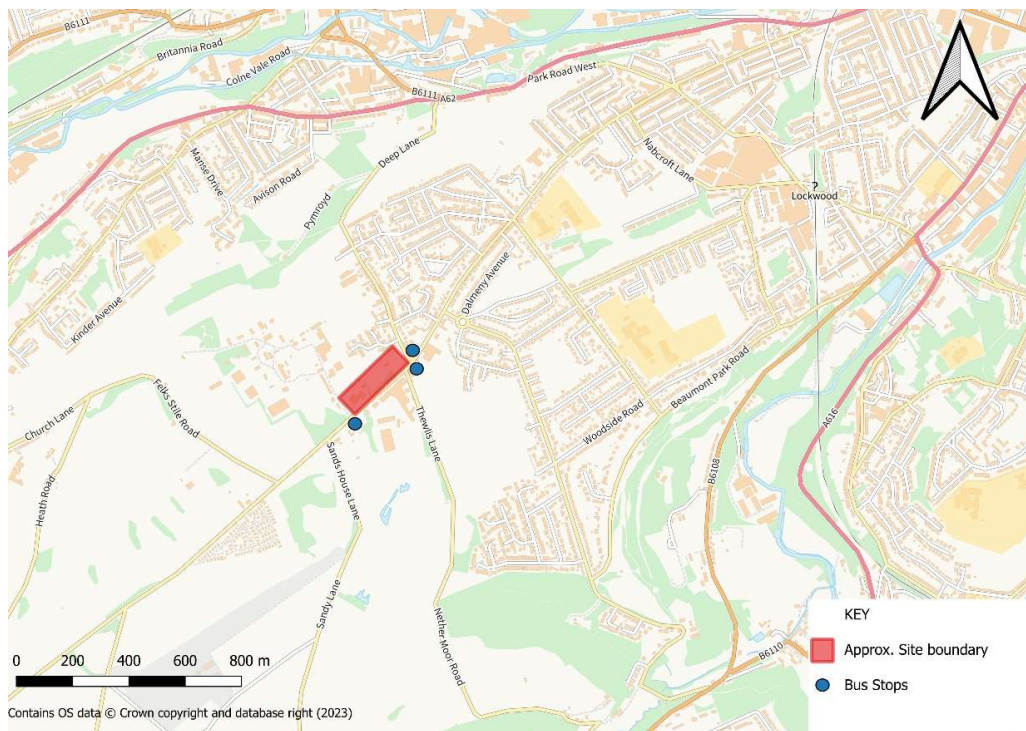 B6111
Britannia Road
Colne Vale Road
Park Road West
B6111 A62
Nabcroft Lane
Deep Lane
Manse Drive
Avison Road
?
Lockwood
Pymroyd
Dalmeny Avenue
Kinder Avenue
Felks Stile Road
Church Lane
Beaumont Park Road
Woodside Road
Thewlis Lane
A616
B6108
Sands House Lane
Heath Road
Sandy Lane
Nether Moor Road
B6110
KEY
Approx. Site boundary
Bus Stops
0 200 400 600 800 m
Contains OS data © Crown copyright and database right (2023)